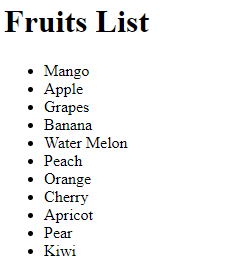 Fruits List
Mango
Apple
Grapes
Banana
Water Melon
Peach
Orange
Cherry
Apricot
Pear
Kiwi